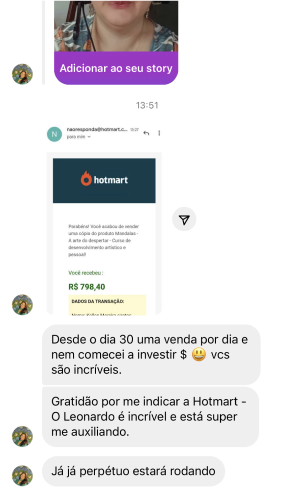 Adicionar ao seu story
13:51
N
naoresponda@hotmart.c...
para mim
hotmart
Parabéns! Você acabou de vender
uma cópia do produto Mandalas -
A arte do despertar - Curso de
desenvolvimento artístico e
pessoal!
Você recebeu:
R$ 798,40
DADOS DA TRANSAÇÃO:
Desde o dia 30 uma venda por dia e
nem comecei a investir $ 😃 vcs
são incríveis.
Gratidão por me indicar a Hotmart -
O Leonardo é incrível e está super
me auxiliando.
Já já perpétuo estará rodando